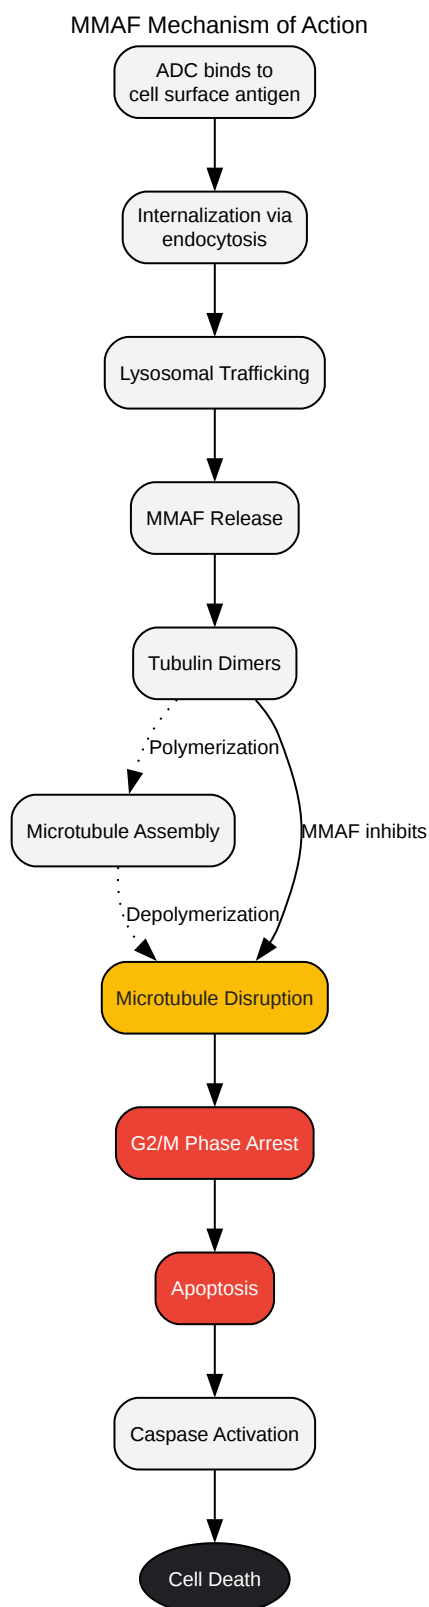 MMAF Mechanism of Action
ADC binds to
cell surface antigen
Internalization via
endocytosis
Lysosomal Trafficking
MMAF Release
Tubulin Dimers
Polymerization
Microtubule Assembly
MMAF inhibits
Depolymerization
Microtubule Disruption
G2/M Phase Arrest
Apoptosis
Caspase Activation
Cell Death